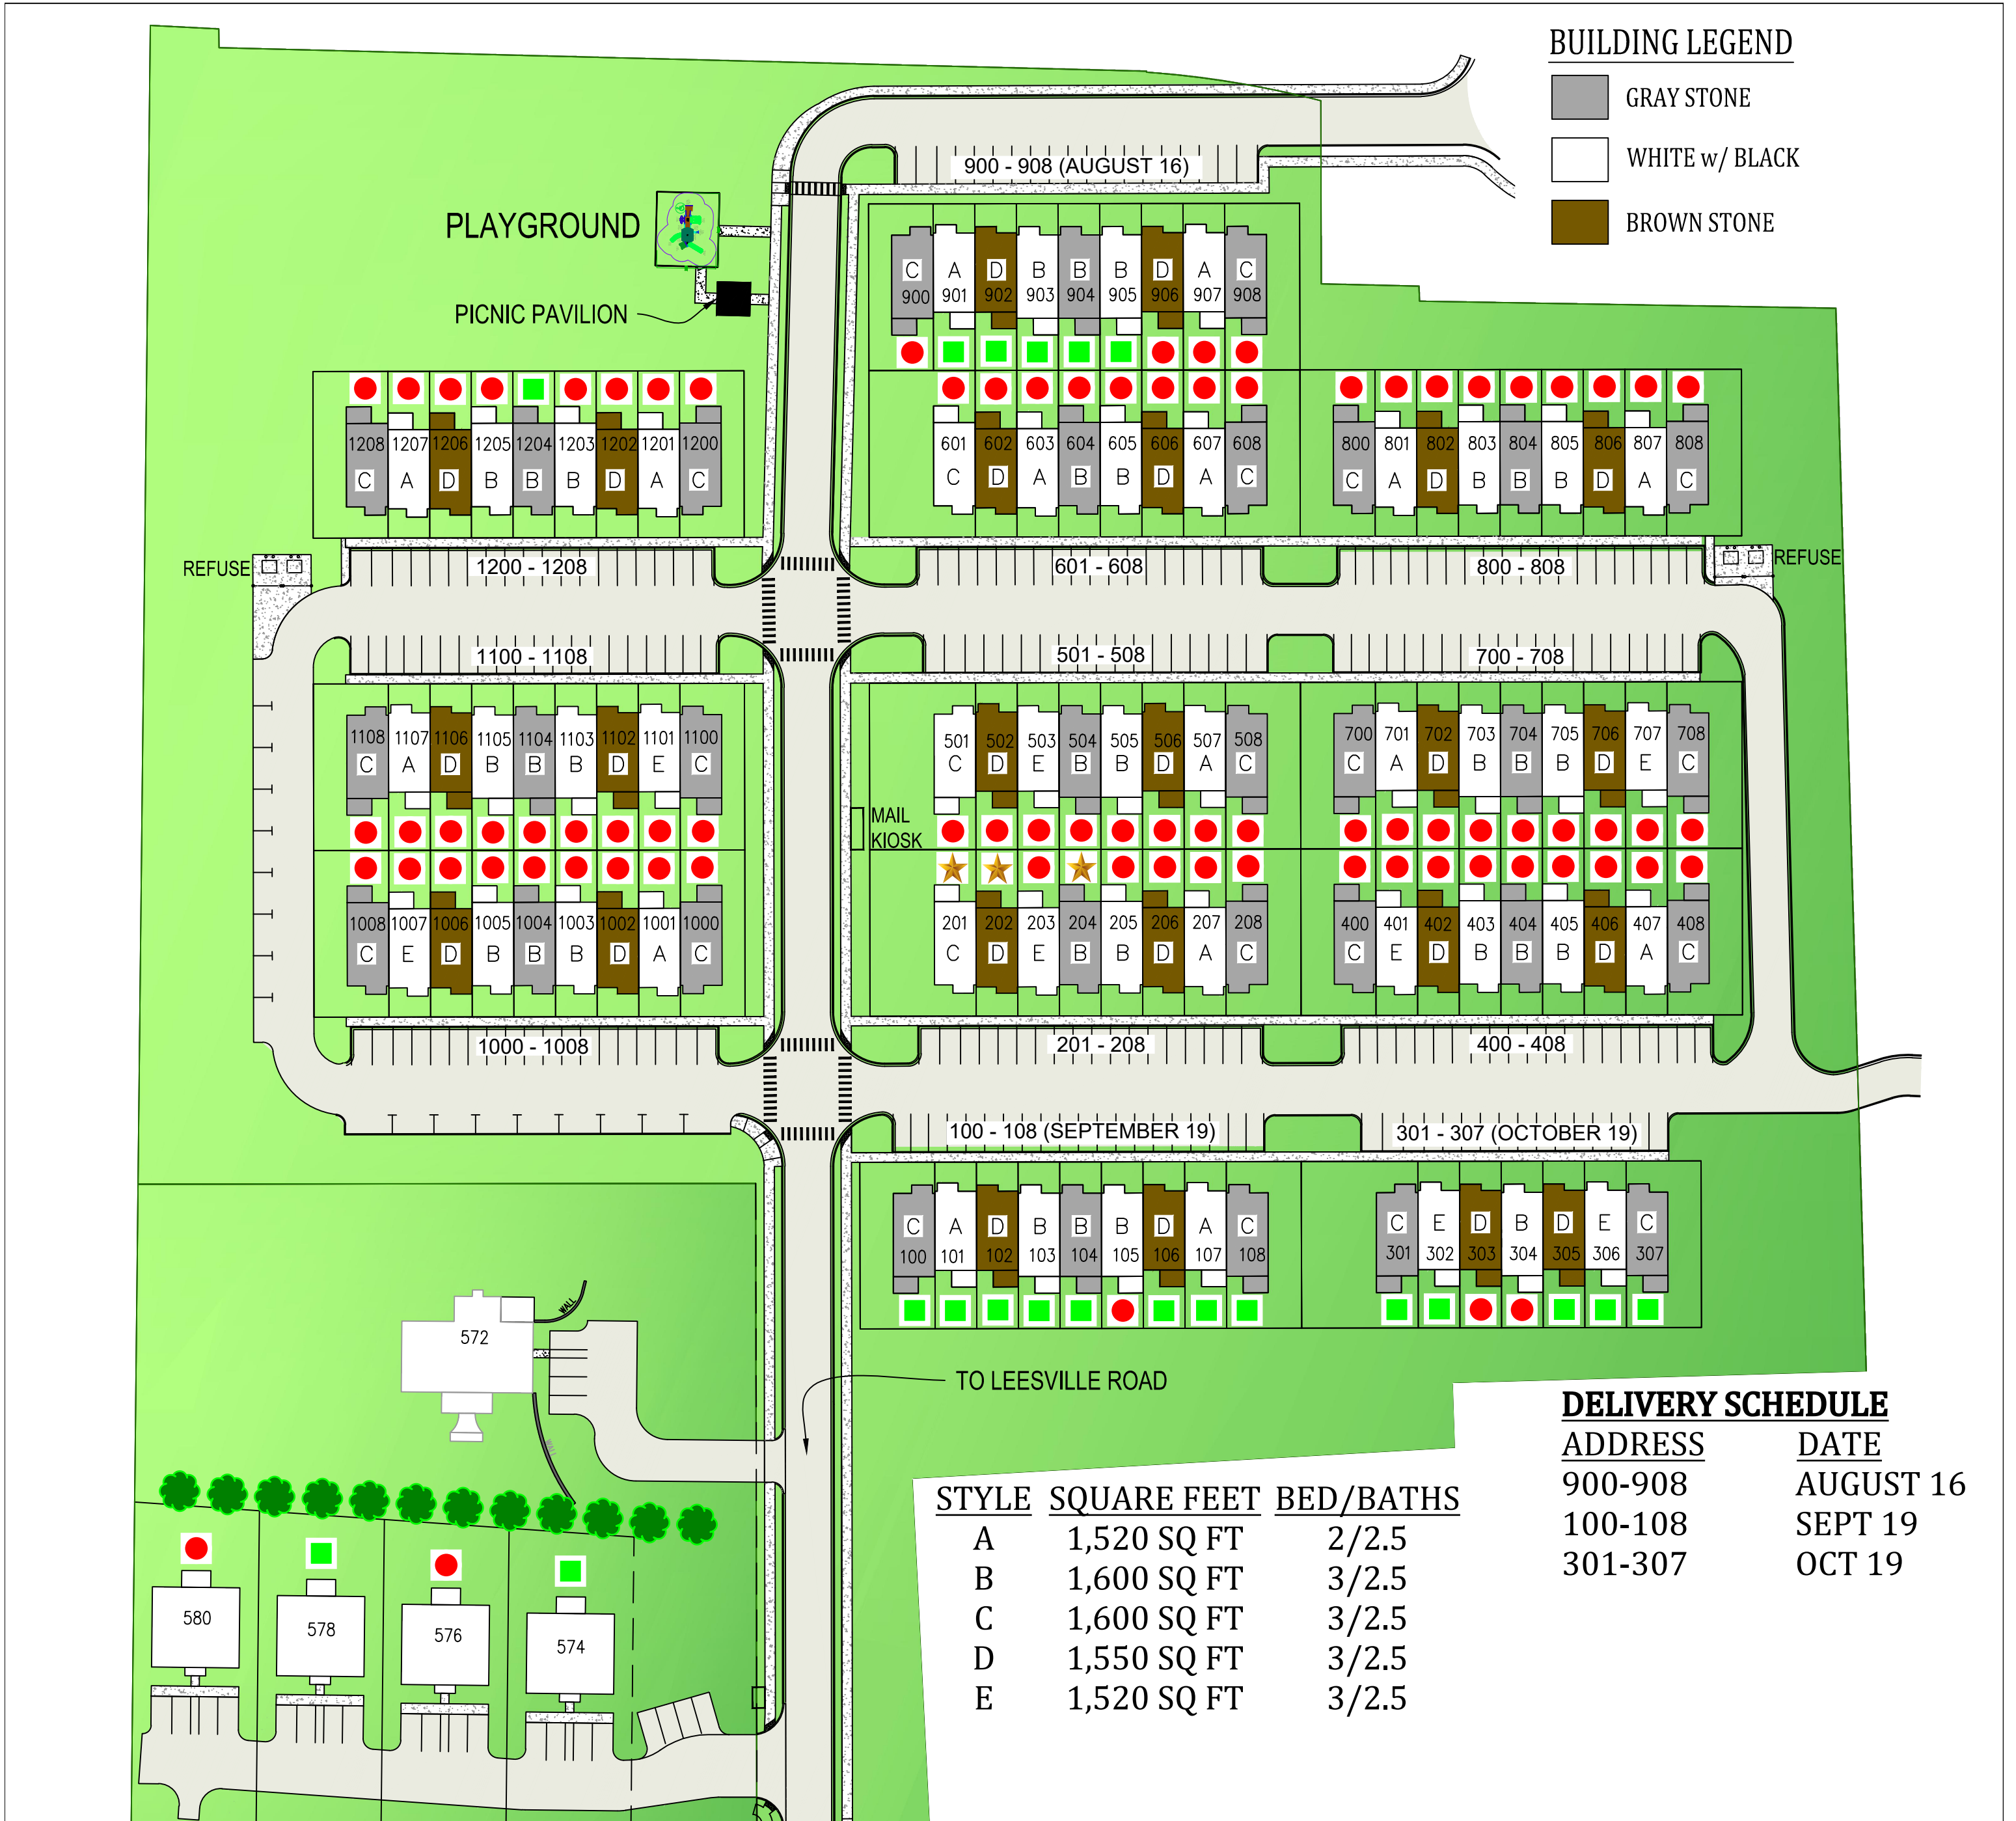 BUILDING LEGEND
GRAY STONE
WHITE w/ BLACK
BROWN STONE
900 - 908 (AUGUST 16)
PLAYGROUND
PICNIC PAVILION
C A D B B B D A C
900 901 902 903 904 905 906 907 908
1208 1207 1206 1205 1204 1203 1202 1201 1200
C A D B B B D A C
601 602 603 604 605 606 607 608
C D A B B D A C
800 801 802 803 804 805 806 807 808
C A D B B B D A C
REFUSE
1200 - 1208
601 - 608
800 - 808
REFUSE
1100 - 1108
501 - 508
700 - 708
1108 1107 1106 1105 1104 1103 1102 1101 1100
C A D B B B D E C
501 502 503 504 505 506 507 508
C D E B B D A C
700 701 702 703 704 705 706 707 708
C A D B B B D E C
MAIL
KIOSK
1008 1007 1006 1005 1004 1003 1002 1001 1000
C E D B B B D A C
201 202 203 204 205 206 207 208
C D E B B D A C
400 401 402 403 404 405 406 407 408
C E D B B B D A C
1000 - 1008
201 - 208
400 - 408
100 - 108 (SEPTEMBER 19)
301 - 307 (OCTOBER 19)
C A D B B B D A C
100 101 102 103 104 105 106 107 108
C E D B D E C
301 302 303 304 305 306 307
WALL
572
WALL
TO LEESVILLE ROAD
DELIVERY SCHEDULE
ADDRESS DATE
900-908 AUGUST 16
100-108 SEPT 19
301-307 OCT 19
STYLE SQUARE FEET BED/BATHS
A 1,520 SQ FT 2/2.5
B 1,600 SQ FT 3/2.5
C 1,600 SQ FT 3/2.5
D 1,550 SQ FT 3/2.5
E 1,520 SQ FT 3/2.5
580
578
576
574